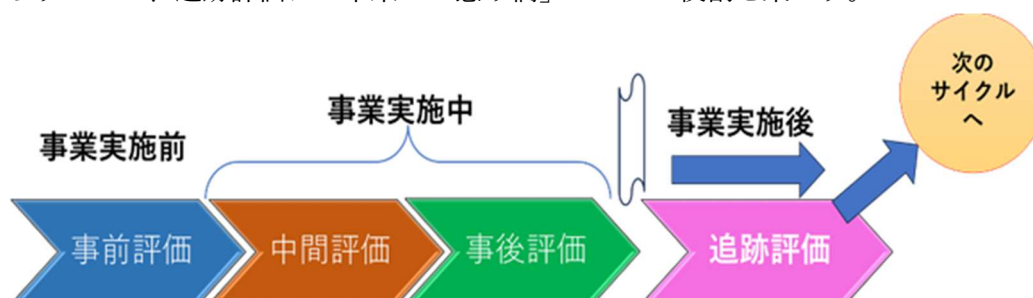 事業実施前
事業実施中
事業実施後
次の
サイクル
へ
事前評価
中間評価
事後評価
追跡評価